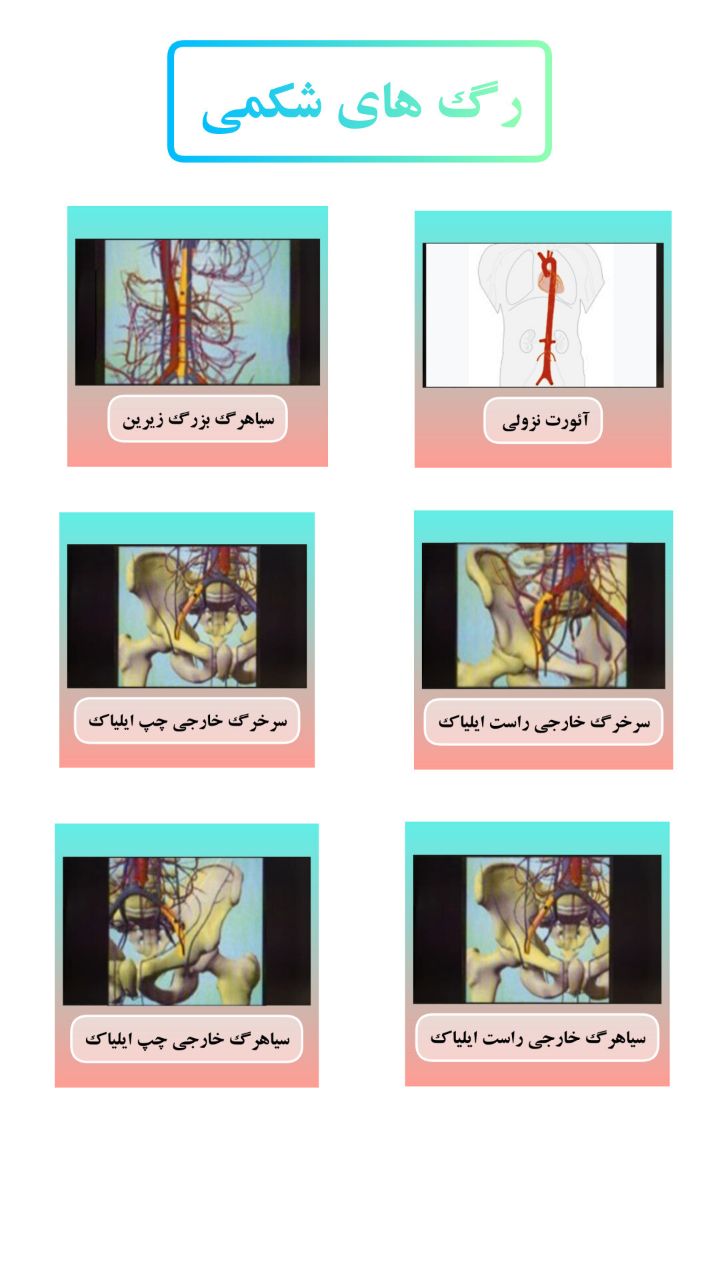 رگ های شکمی
آئورت نزولی
سیاهرگ بزرگ زیرین
سرخرگ خارجی راست ایلیاک
سرخرگ خارجی چپ ایلیاک
سیاهرگ خارجی راست ایلیاک
سیاهرگ خارجی چپ ایلیاک